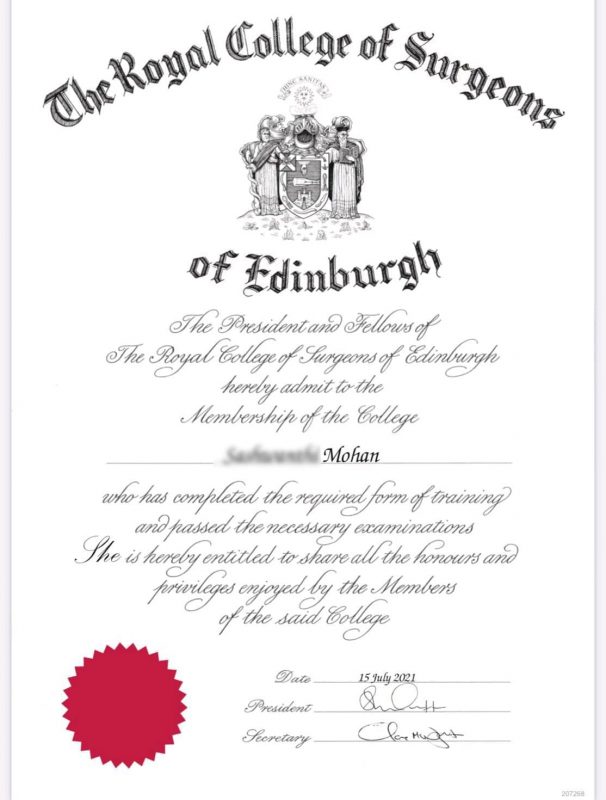 The Royal College of Surgeons
HINC SANITAS
of Edinburgh
The President and Fellows of
The Royal College of Surgeons of Edinburgh
hereby admit to the
Membership of the College
Mohan
who has completed the required form of training
and passed the necessary examinations
She is hereby entitled to share all the honours and
privileges enjoyed by the Members
of the said College
Date 15 July 2021
President
Secretary
207268